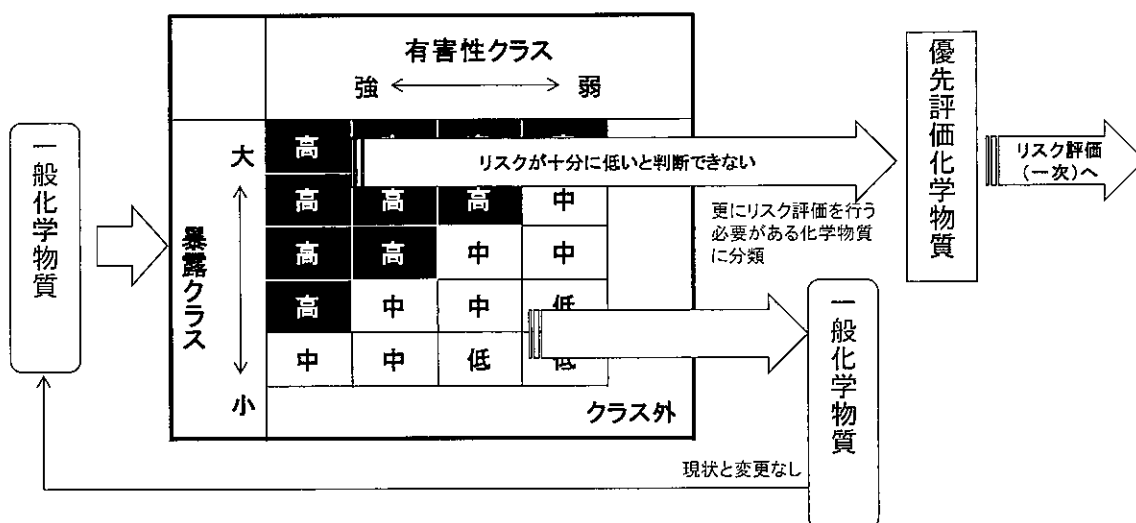 有害性クラス
強 弱
一般化学物質
暴露クラス
大
小
高
リスクが十分に低いと判断できない
高 高 高 中
高 高 中 中
高 中 中 低
中 中 低 低
クラス外
更にリスク評価を行う
必要がある化学物質
に分類
優先評価化学物質
リスク評価
(一次)へ
一般化学物質
現状と変更なし